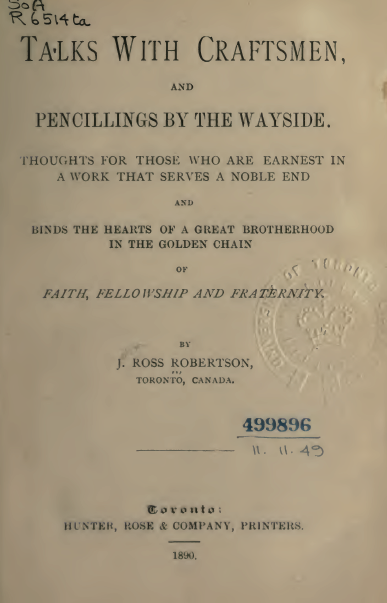 SoA
R6514ta
TALKS WITH CRAFTSMEN,
AND
PENCILLINGS BY THE WAYSIDE.
THOUGHTS FOR THOSE WHO ARE EARNEST IN
A WORK THAT SERVES A NOBLE END
AND
BINDS THE HEARTS OF A GREAT BROTHERHOOD
IN THE GOLDEN CHAIN
OF
FAITH, FELLOWSHIP AND FRATERNITY.
OF TORONTO
BY
J. ROSS ROBERTSON,
TORONTO, CANADA.
499896
11. 11. 49
Toronto:
HUNTER, ROSE & COMPANY, PRINTERS.
1890.